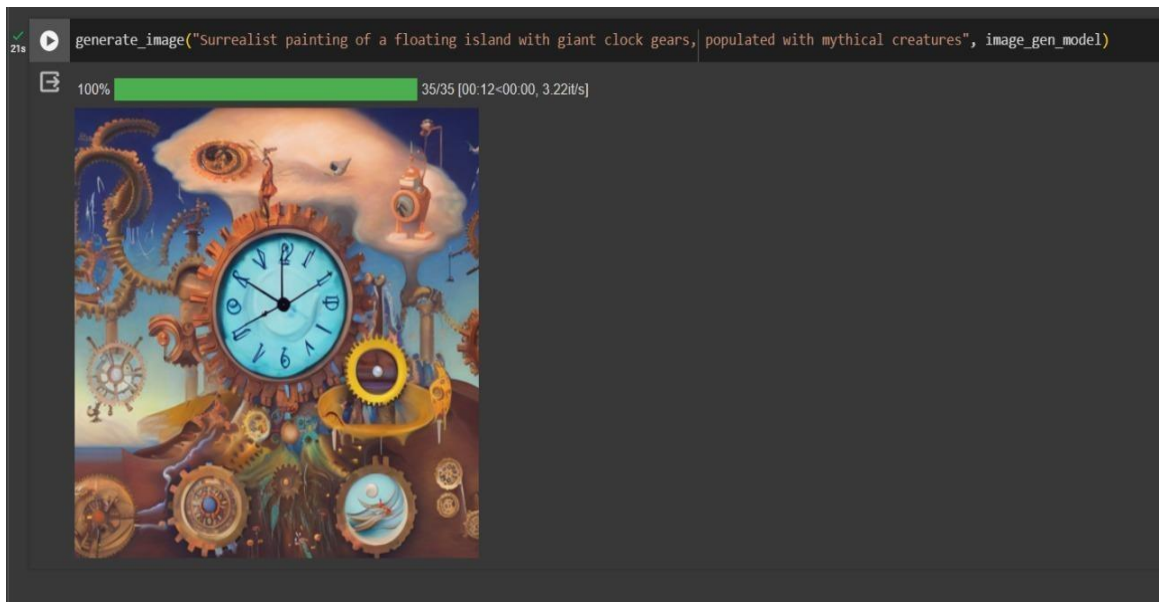 21s
generate_image("Surrealist painting of a floating island with giant clock gears, populated with mythical creatures", image_gen_model)
100% 35/35 [00:12<00:00, 3.22it/s]